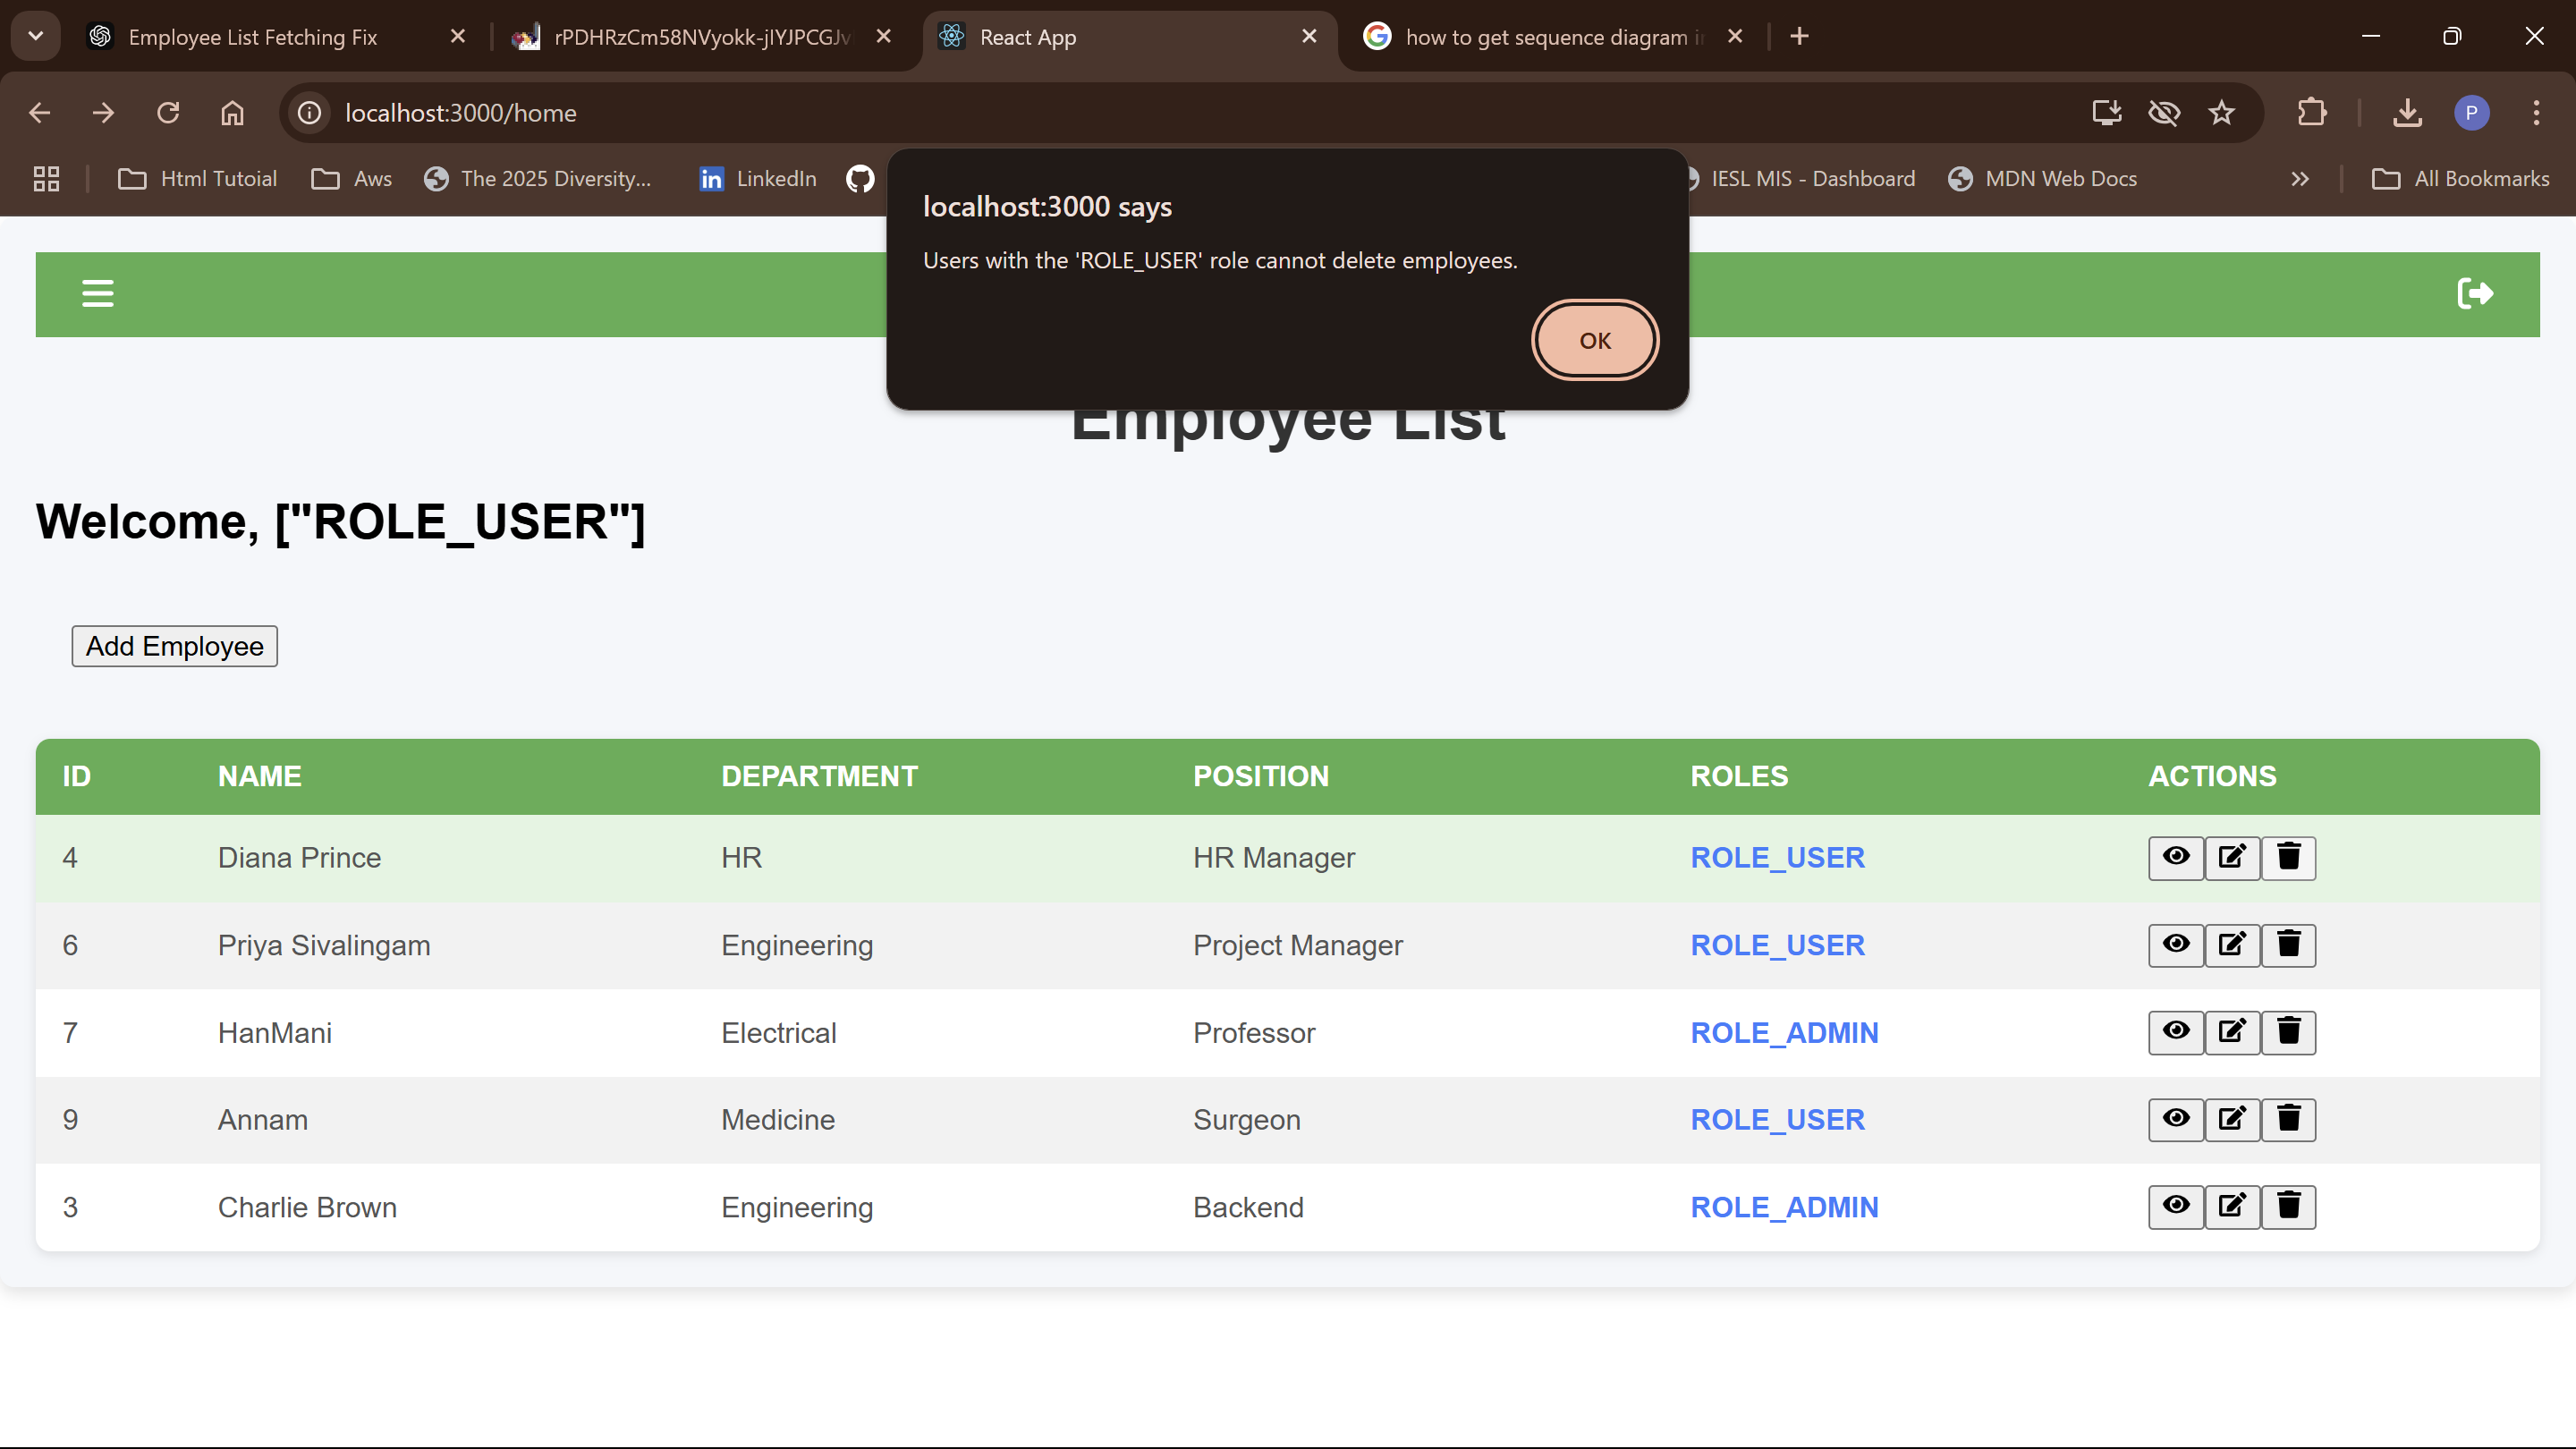 Employee List Fetching Fix
rPDHRzCm58NVyokk-jIYJPCGJv
React App
how to get sequence diagram i
localhost:3000/home
P
Html Tutoial
Aws
The 2025 Diversity...
LinkedIn
IESL MIS - Dashboard
MDN Web Docs
All Bookmarks
localhost:3000 says
Users with the 'ROLE_USER' role cannot delete employees.
OK
Employee List
Welcome, ["ROLE_USER"]
Add Employee
ID NAME DEPARTMENT POSITION ROLES ACTIONS
4 Diana Prince HR HR Manager ROLE_USER
6 Priya Sivalingam Engineering Project Manager ROLE_USER
7 HanMani Electrical Professor ROLE_ADMIN
9 Annam Medicine Surgeon ROLE_USER
3 Charlie Brown Engineering Backend ROLE_ADMIN